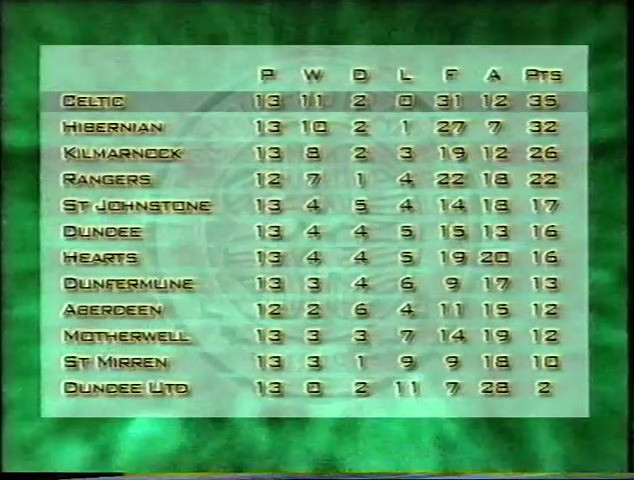 P W D L F A Pts
Celtic 13 11 2 0 31 12 35
Hibernian 13 10 2 1 27 7 32
Kilmarnock 13 8 2 3 19 12 26
Rangers 12 7 1 4 22 18 22
St Johnstone 13 4 5 4 14 18 17
Dundee 13 4 4 5 15 13 16
Hearts 13 4 4 5 19 20 16
Dunfermline 13 3 4 6 9 17 13
Aberdeen 12 2 6 4 11 15 12
Motherwell 13 3 3 7 14 19 12
St Mirren 13 3 1 9 9 18 10
Dundee Utd 13 0 2 11 7 28 2